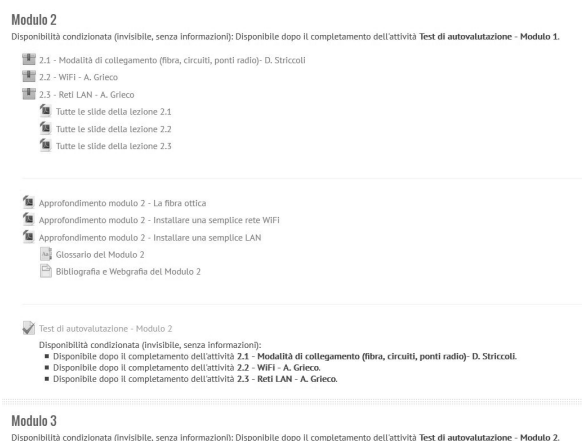 Modulo 2
Disponibilità condizionata (invisibile, senza informazioni): Disponibile dopo il completamento dell'attività Test di autovalutazione - Modulo 1.
2.1 - Modalità di collegamento (fibra, circuiti, ponti radio)- D. Striccoli
2.2 - WiFi - A. Grieco
2.3 - Reti LAN - A. Grieco
Tutte le slide della lezione 2.1
Tutte le slide della lezione 2.2
Tutte le slide della lezione 2.3
Approfondimento modulo 2 - La fibra ottica
Approfondimento modulo 2 - Installare una semplice rete WiFi
Approfondimento modulo 2 - Installare una semplice LAN
Glossario del Modulo 2
Bibliografia e Webgrafia del Modulo 2
Test di autovalutazione - Modulo 2
Disponibilità condizionata (invisibile, senza informazioni):
Disponibile dopo il completamento dell'attività 2.1 - Modalità di collegamento (fibra, circuiti, ponti radio)- D. Striccoli.
Disponibile dopo il completamento dell'attività 2.2 - WiFi - A. Grieco.
Disponibile dopo il completamento dell'attività 2.3 - Reti LAN - A. Grieco.
Modulo 3
Disponibilità condizionata (invisibile, senza informazioni): Disponibile dopo il completamento dell'attività Test di autovalutazione - Modulo 2.